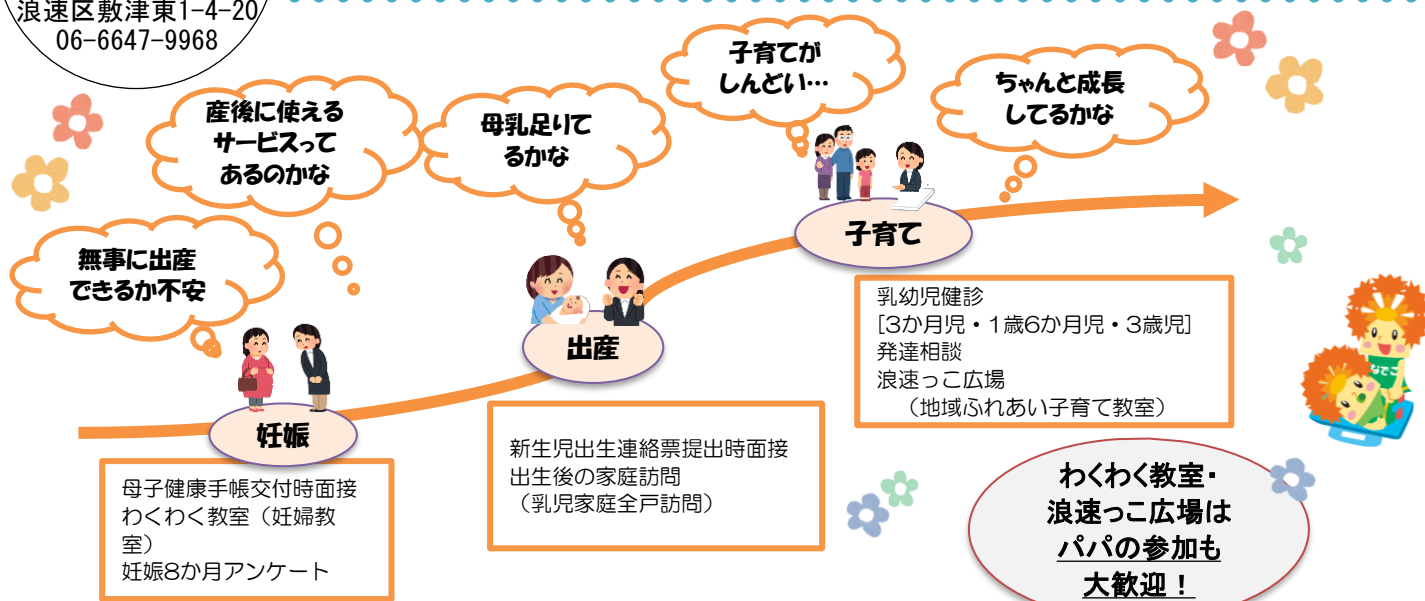 浪速区敷津東1-4-20
06-6647-9968
無事に出産
できるか不安
産後に使える
サービスって
あるのかな
母乳足りて
るかな
子育てが
しんどい…
ちゃんと成長
してるかな
妊娠
出産
子育て
母子健康手帳交付時面接
わくわく教室（妊婦教
室）
妊娠8か月アンケート
新生児出生連絡票提出時面接
出生後の家庭訪問
（乳児家庭全戸訪問）
乳幼児健診
[3か月児・1歳6か月児・3歳児]
発達相談
浪速っこ広場
（地域ふれあい子育て教室）
なでこ
わくわく教室・
浪速っこ広場は
パパの参加も
大歓迎！